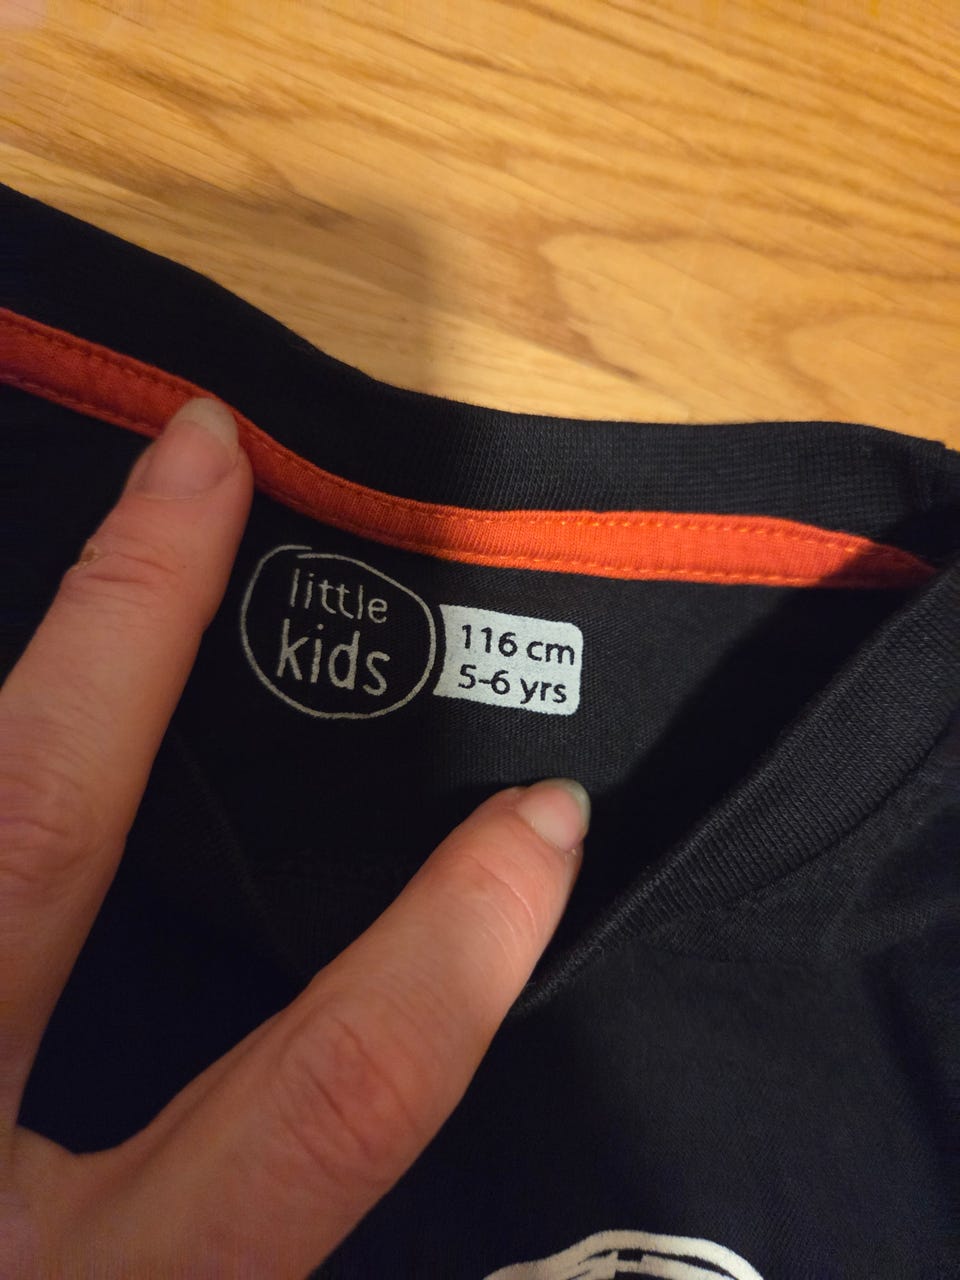 little
kids
116 cm
5-6 yrs